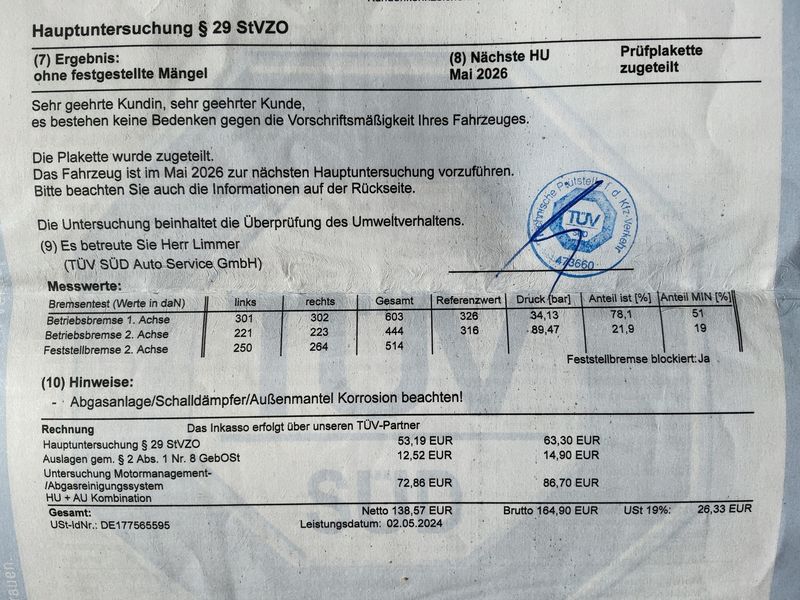 Hauptuntersuchung § 29 StVZO
(7) Ergebnis: (8) Nächste HU Prüfplakette
ohne festgestellte Mängel Mai 2026 zugeteilt
Sehr geehrte Kundin, sehr geehrter Kunde,
es bestehen keine Bedenken gegen die Vorschriftsmäßigkeit Ihres Fahrzeuges.
Die Plakette wurde zugeteilt.
Das Fahrzeug ist im Mai 2026 zur nächsten Hauptuntersuchung vorzuführen.
Bitte beachten Sie auch die Informationen auf der Rückseite.
Die Untersuchung beinhaltet die Überprüfung des Umweltverhaltens.
(9) Es betreute Sie Herr Limmer
(TÜV SÜD Auto Service GmbH)
Technische Prüfstelle f. d. Kfz-Verkehr
TÜV
SÜD
473660
Messwerte:
Bremsentest (Werte in daN) links rechts Gesamt Referenzwert Druck [bar] Anteil ist [%] Anteil MIN [%]
Betriebsbremse 1. Achse 301 302 603 326 34,13 78,1 51
Betriebsbremse 2. Achse 221 223 444 316 89,47 21,9 19
Feststellbremse 2. Achse 250 264 514
Feststellbremse blockiert: Ja
(10) Hinweise:
- Abgasanlage/Schalldämpfer/Außenmantel Korrosion beachten!
Rechnung Das Inkasso erfolgt über unseren TÜV-Partner
Hauptuntersuchung § 29 StVZO 53,19 EUR 63,30 EUR
Auslagen gem. § 2 Abs. 1 Nr. 8 GebOSt 12,52 EUR 14,90 EUR
Untersuchung Motormanagement-
/Abgasreinigungssystem 72,86 EUR 86,70 EUR
HU + AU Kombination
Gesamt: Netto 138,57 EUR Brutto 164,90 EUR USt 19%: 26,33 EUR
USt-IdNr.: DE177565595 Leistungsdatum: 02.05.2024
TÜV
SÜD